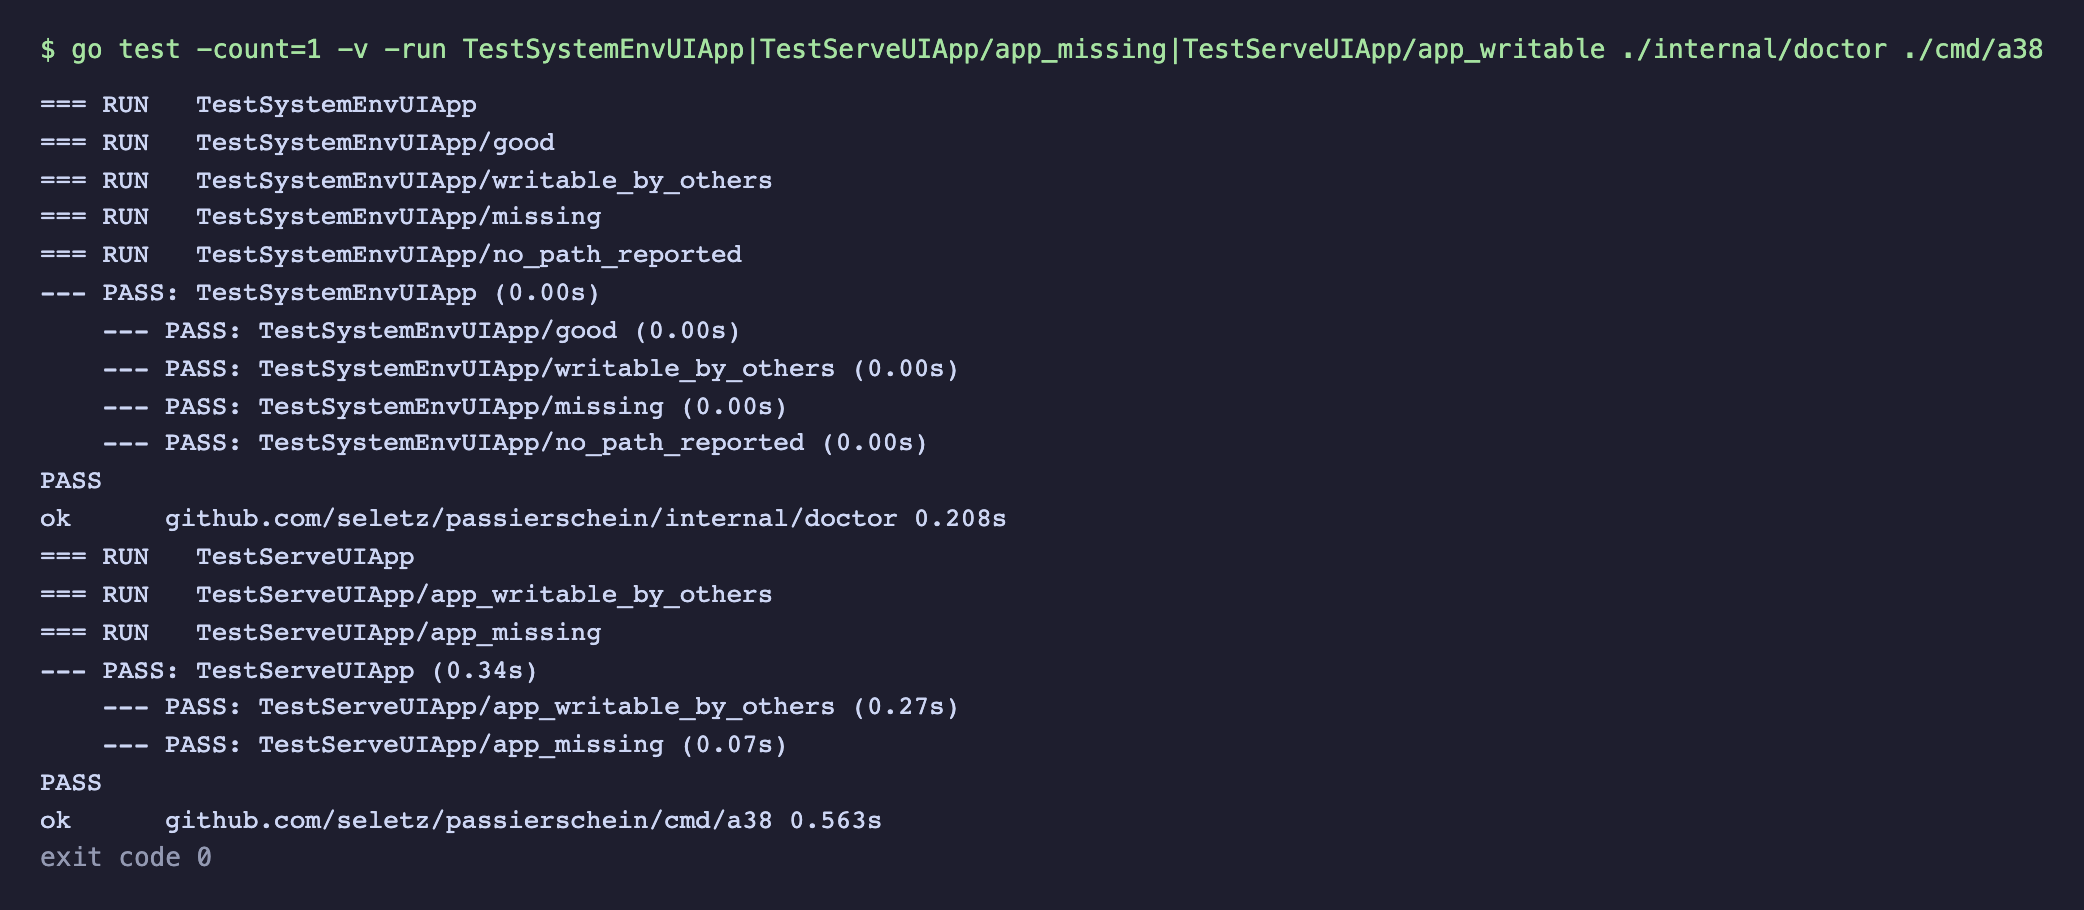 $ go test -count=1 -v -run TestSystemEnvUIApp|TestServeUIApp/app_missing|TestServeUIApp/app_writable ./internal/doctor ./cmd/a38
=== RUN   TestSystemEnvUIApp
=== RUN   TestSystemEnvUIApp/good
=== RUN   TestSystemEnvUIApp/writable_by_others
=== RUN   TestSystemEnvUIApp/missing
=== RUN   TestSystemEnvUIApp/no_path_reported
--- PASS: TestSystemEnvUIApp (0.00s)
    --- PASS: TestSystemEnvUIApp/good (0.00s)
    --- PASS: TestSystemEnvUIApp/writable_by_others (0.00s)
    --- PASS: TestSystemEnvUIApp/missing (0.00s)
    --- PASS: TestSystemEnvUIApp/no_path_reported (0.00s)
PASS
ok      github.com/seletz/passierschein/internal/doctor 0.208s
=== RUN   TestServeUIApp
=== RUN   TestServeUIApp/app_writable_by_others
=== RUN   TestServeUIApp/app_missing
--- PASS: TestServeUIApp (0.34s)
    --- PASS: TestServeUIApp/app_writable_by_others (0.27s)
    --- PASS: TestServeUIApp/app_missing (0.07s)
PASS
ok      github.com/seletz/passierschein/cmd/a38 0.563s
exit code 0